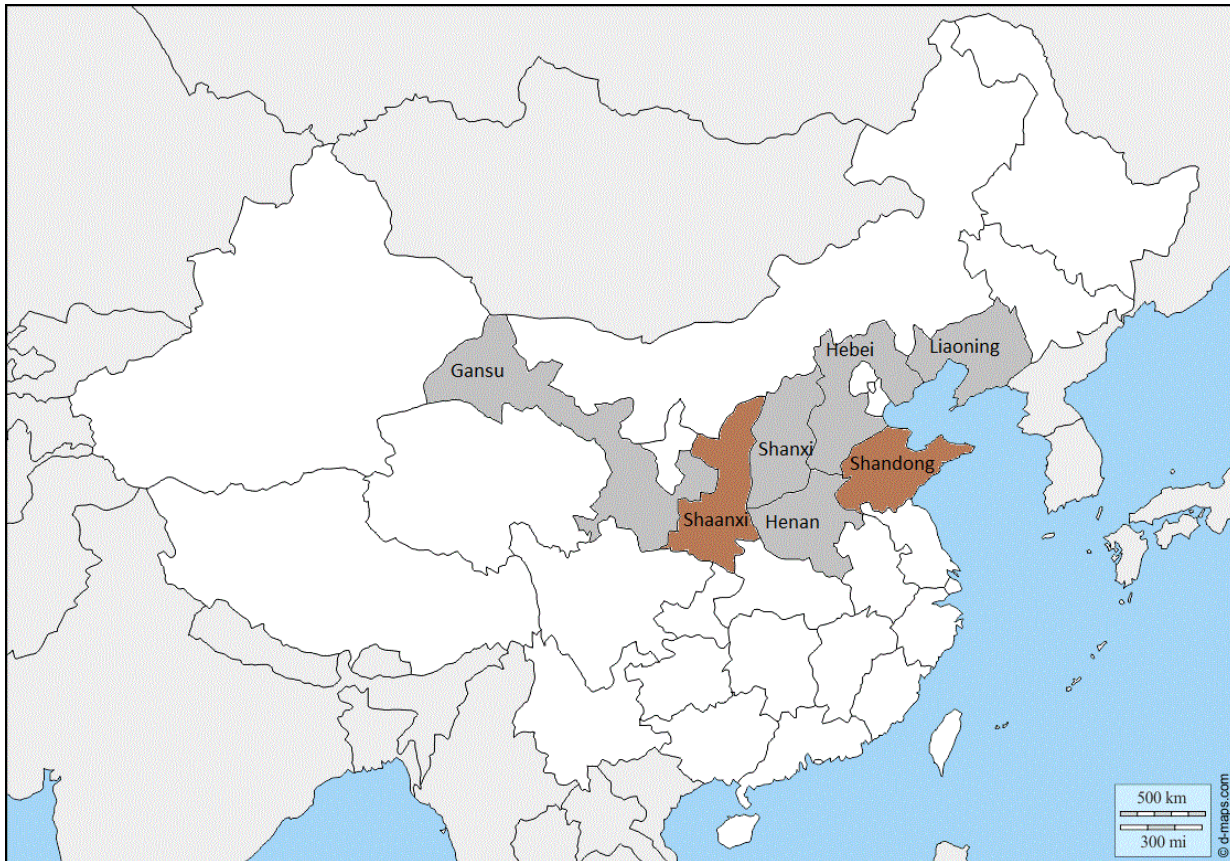 Hebei
Liaoning
Gansu
Shanxi
Shandong
Shaanxi
Henan
500 km
300 mi
© d-maps.com